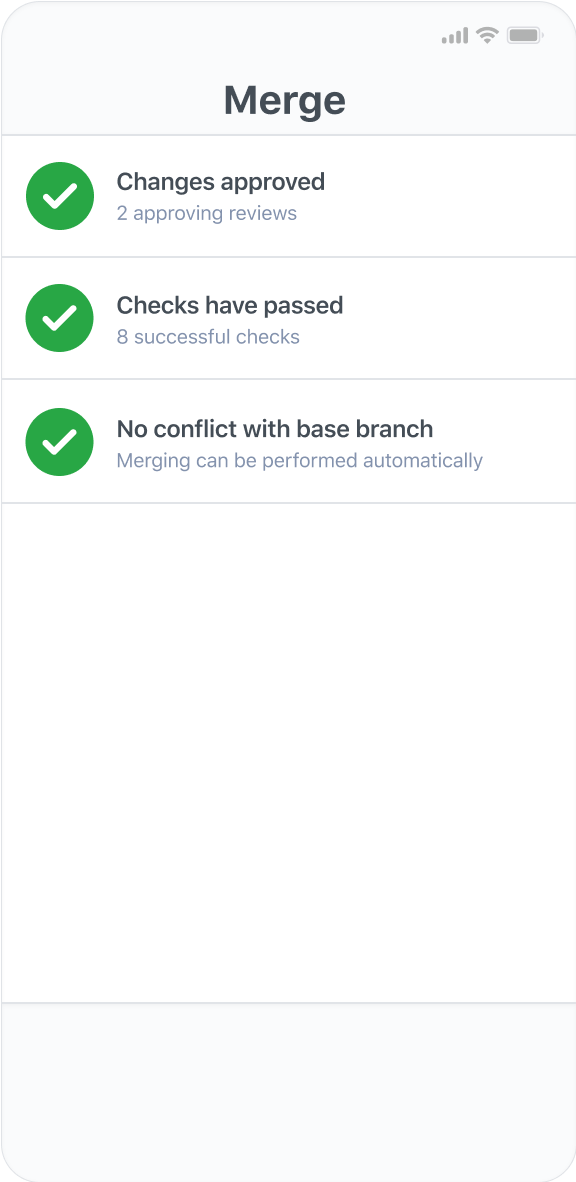 Merge
Changes approved
2 approving reviews
Checks have passed
8 successful checks
No conflict with base branch
Merging can be performed automatically